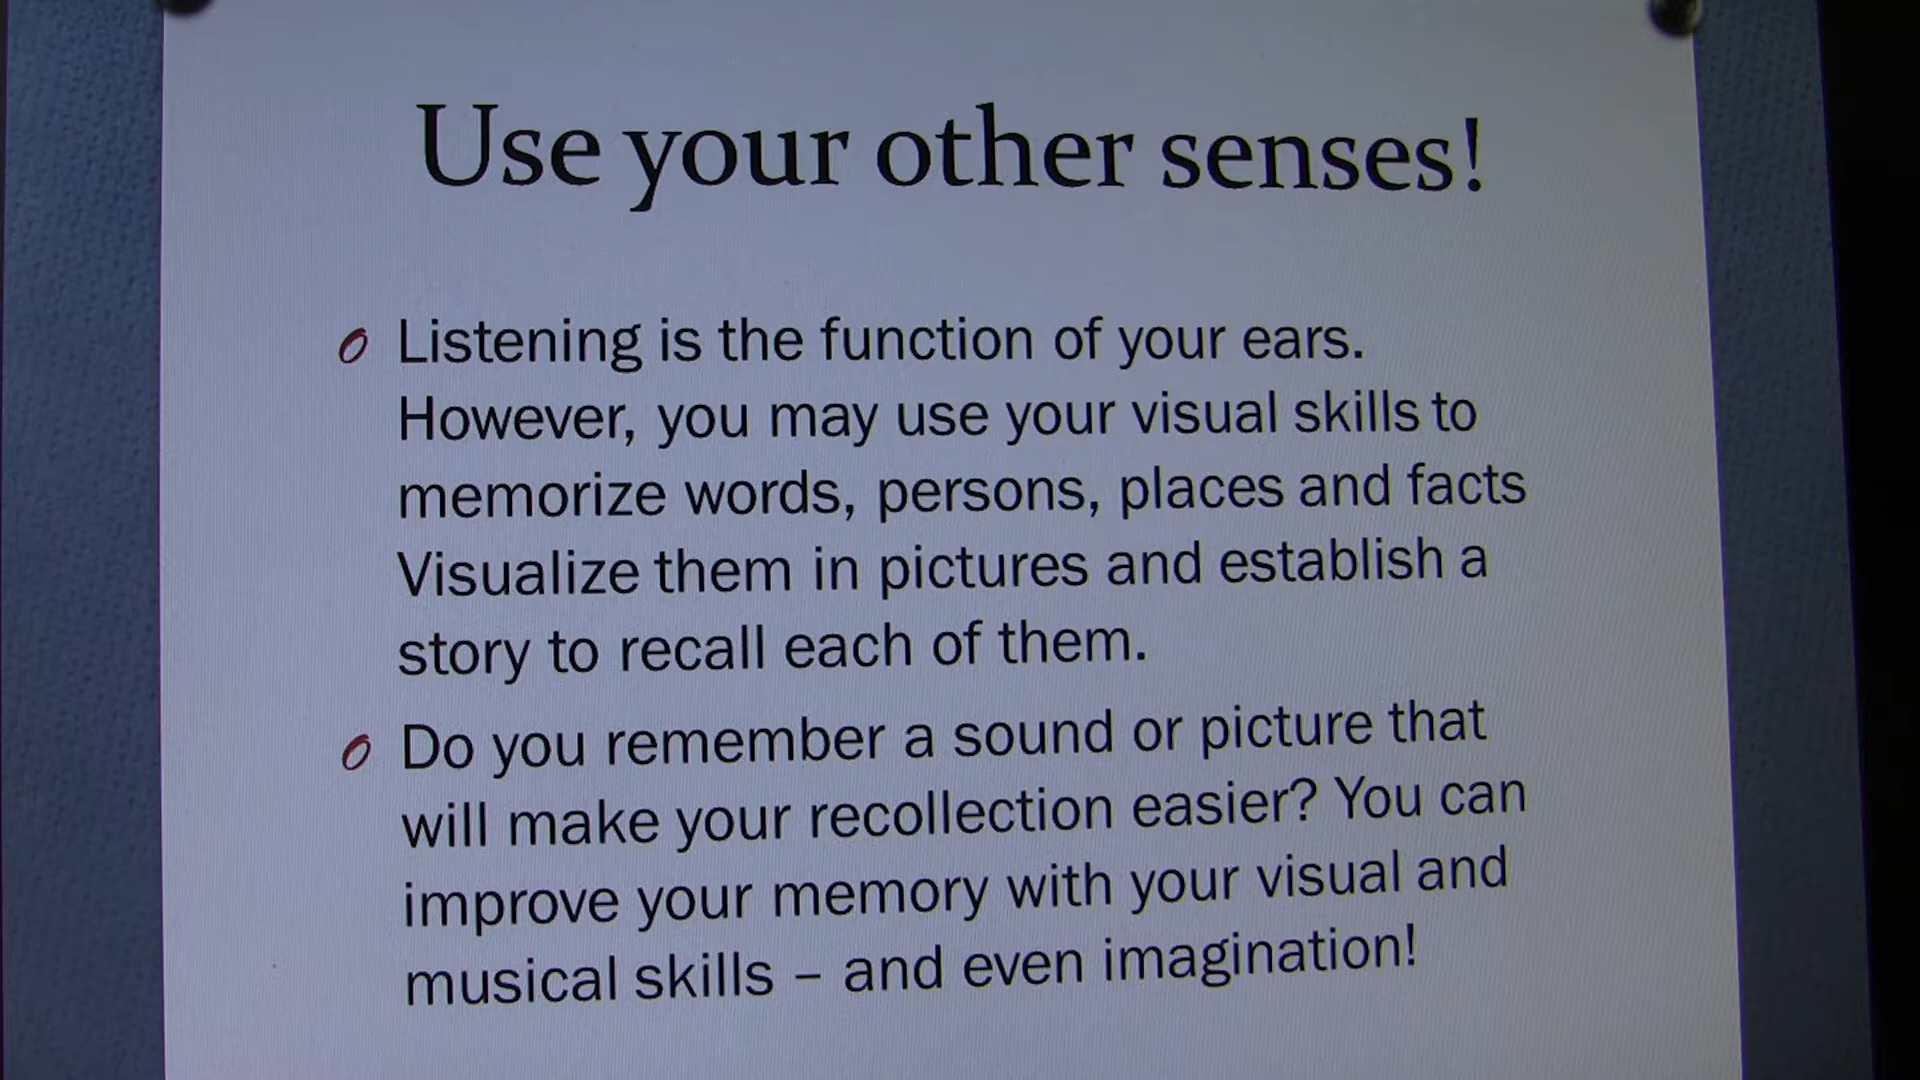 Use your other senses!
Listening is the function of your ears.
However, you may use your visual skills to
memorize words, persons, places and facts
Visualize them in pictures and establish a
story to recall each of them.
Do you remember a sound or picture that
will make your recollection easier? You can
improve your memory with your visual and
musical skills – and even imagination!